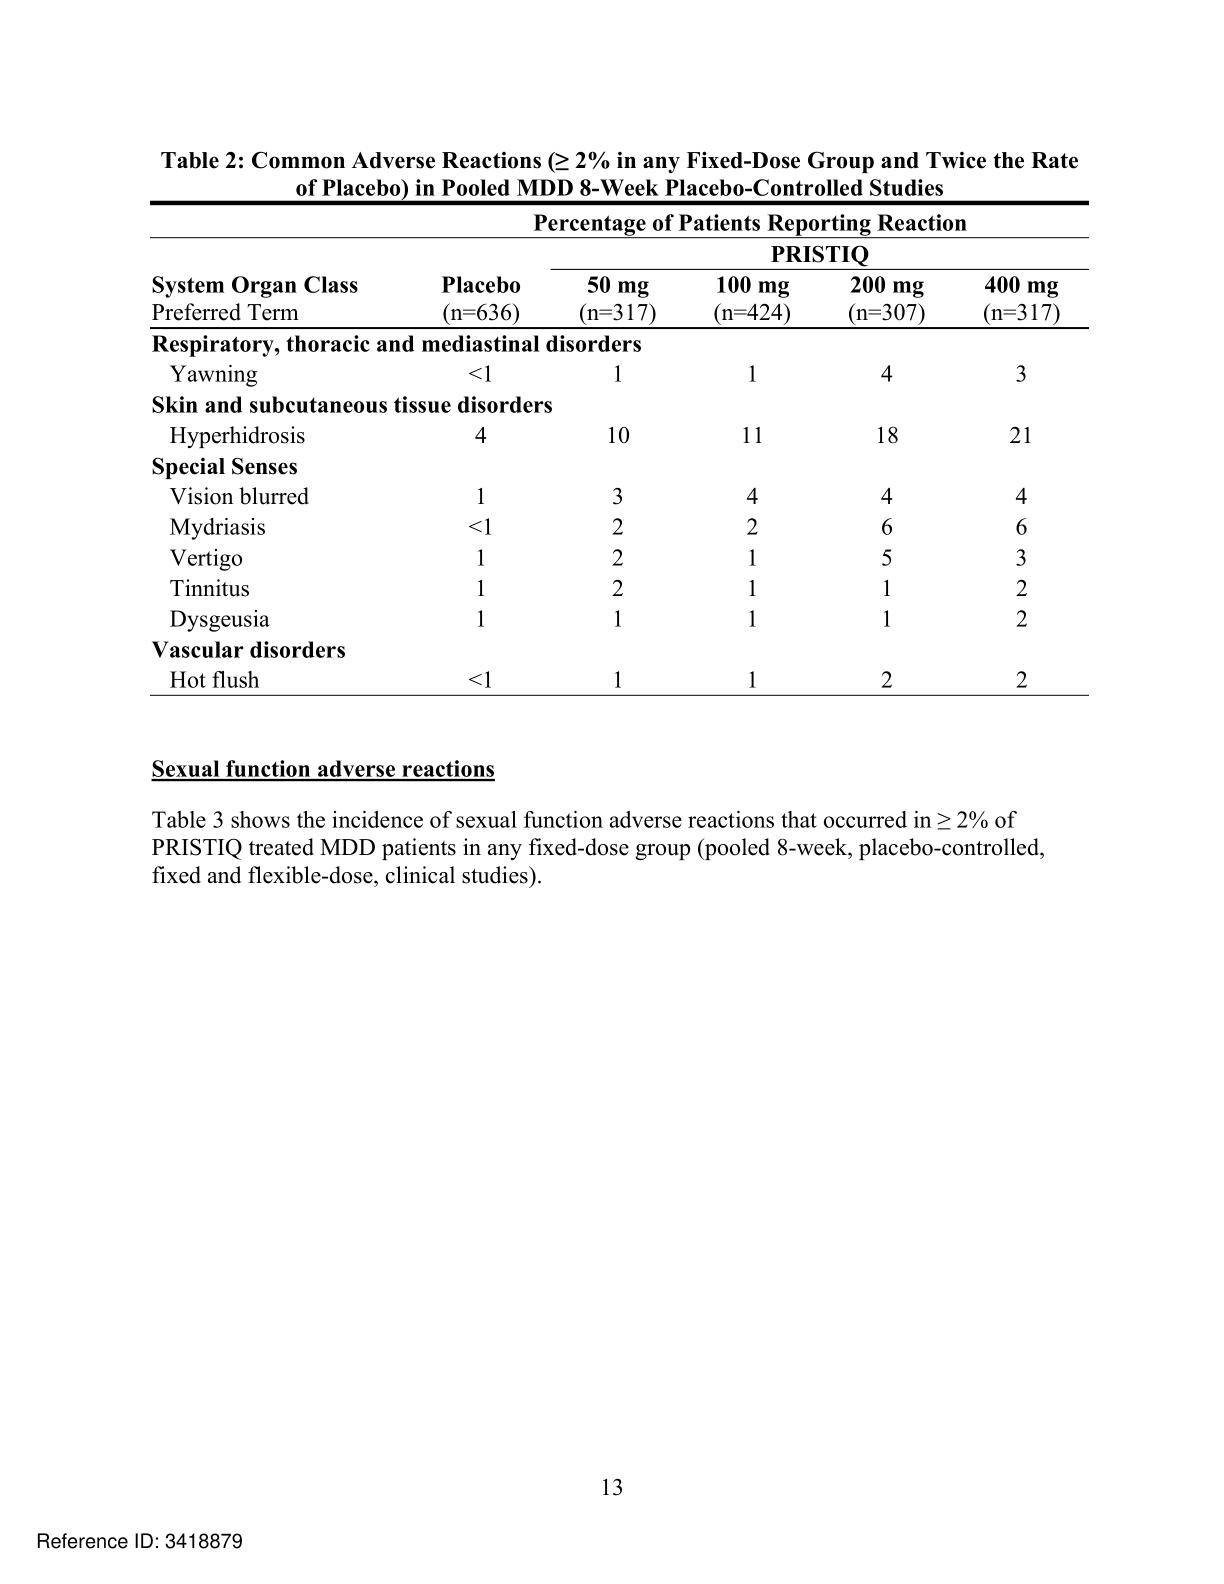 Table 2: Common Adverse Reactions (≥ 2% in any Fixed-Dose Group and Twice the Rate
of Placebo) in Pooled MDD 8-Week Placebo-Controlled Studies
Percentage of Patients Reporting Reaction
PRISTIQ
System Organ Class Placebo 50 mg 100 mg 200 mg 400 mg
Preferred Term (n=636) (n=317) (n=424) (n=307) (n=317)
Respiratory, thoracic and mediastinal disorders
Yawning <1 1 1 4 3
Skin and subcutaneous tissue disorders
Hyperhidrosis 4 10 11 18 21
Special Senses
Vision blurred 1 3 4 4 4
Mydriasis <1 2 2 6 6
Vertigo 1 2 1 5 3
Tinnitus 1 2 1 1 2
Dysgeusia 1 1 1 1 2
Vascular disorders
Hot flush <1 1 1 2 2
Sexual function adverse reactions
Table 3 shows the incidence of sexual function adverse reactions that occurred in ≥ 2% of
PRISTIQ treated MDD patients in any fixed-dose group (pooled 8-week, placebo-controlled,
fixed and flexible-dose, clinical studies).
13
Reference ID: 3418879